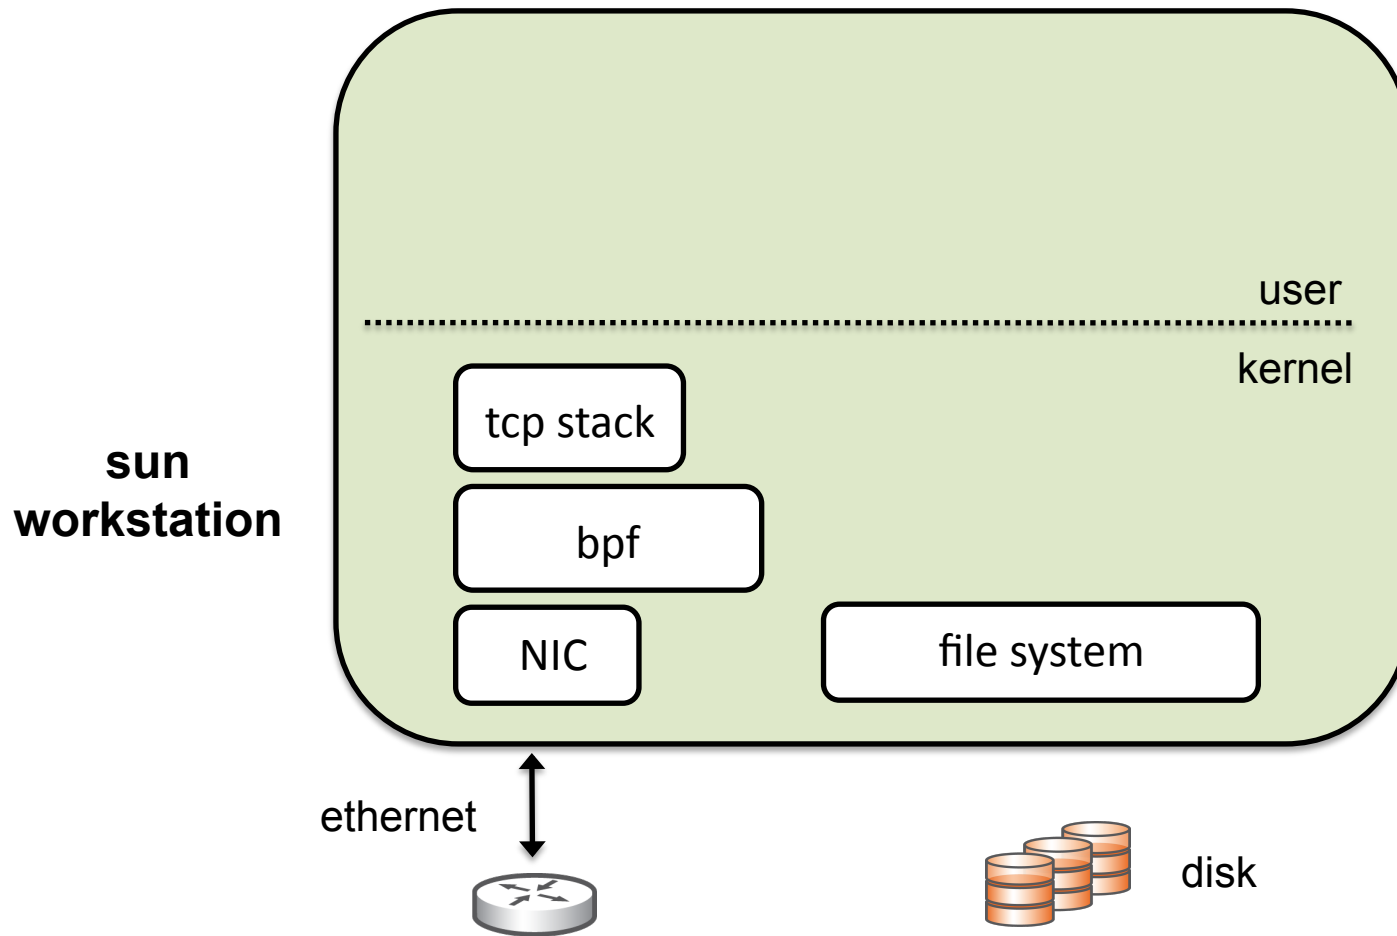 user
kernel
tcp stack
sun
workstation
bpf
NIC
file system
ethernet
disk